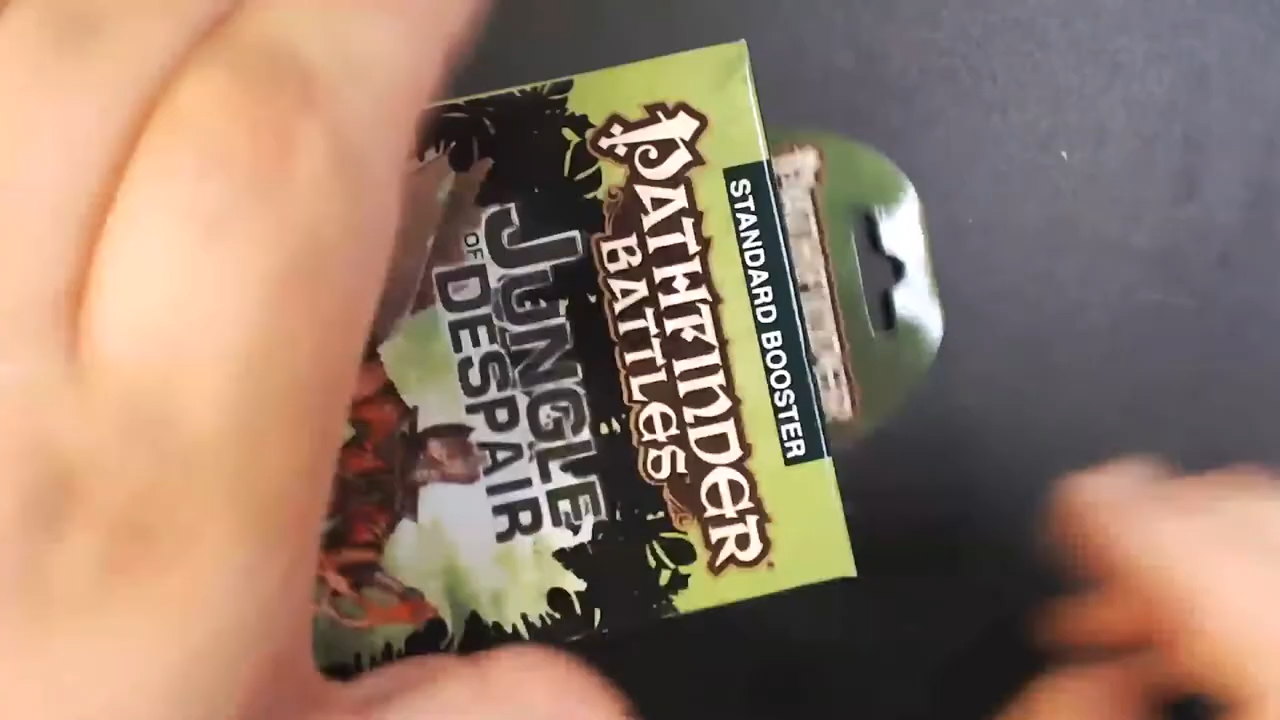 STANDARD BOOSTER
PATHFINDER
BATTLES
JUNGLE
OF
DESPAIR